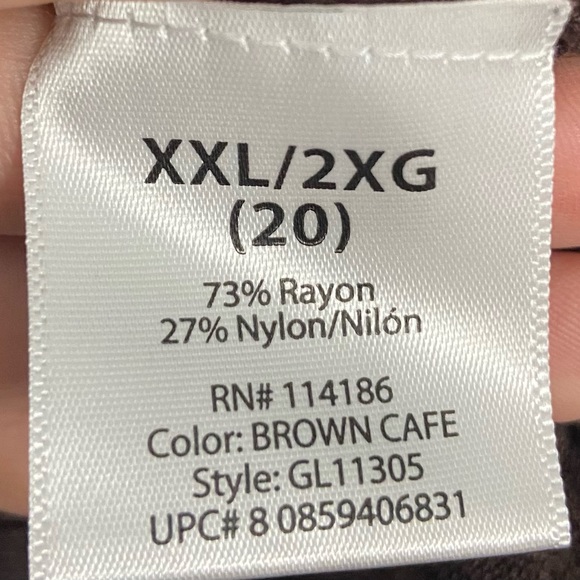 XXL/2XG
(20)
73% Rayon
27% Nylon/Nilón
RN# 114186
Color: BROWN CAFE
Style: GL11305
UPC# 8 0859406831